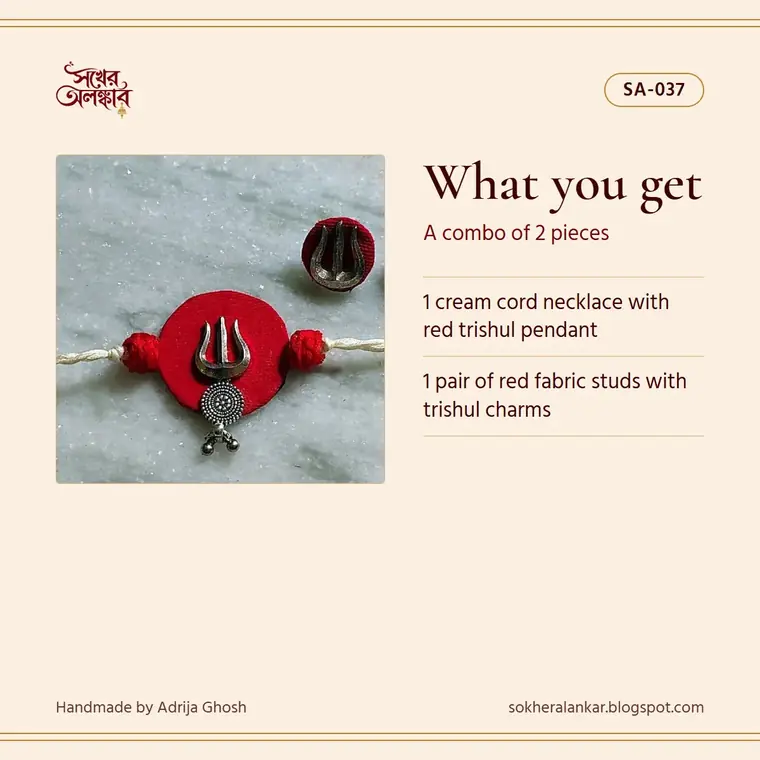 সখের
অলঙ্কার
SA-037
What you get
A combo of 2 pieces
1 cream cord necklace with
red trishul pendant
1 pair of red fabric studs with
trishul charms
Handmade by Adrija Ghosh
sokheralankar.blogspot.com